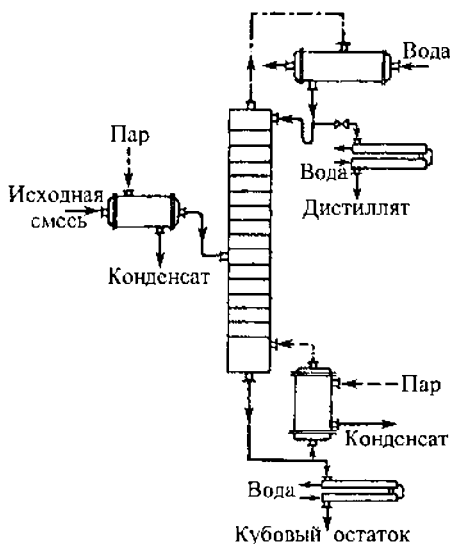 Вода
Пар
Исходная
смесь
Вода
Дистиллят
Конденсат
Пар
Конденсат
Вода
Кубовый остаток